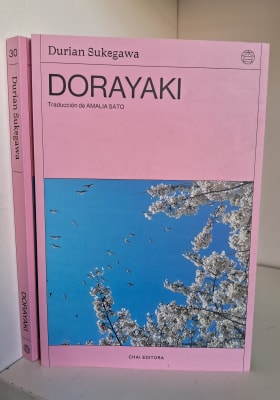 30
Durian Sukegawa
DORAYAKI
Durian Sukegawa
DORAYAKI
Traducción de AMALIA SATO
CHAI EDITORA